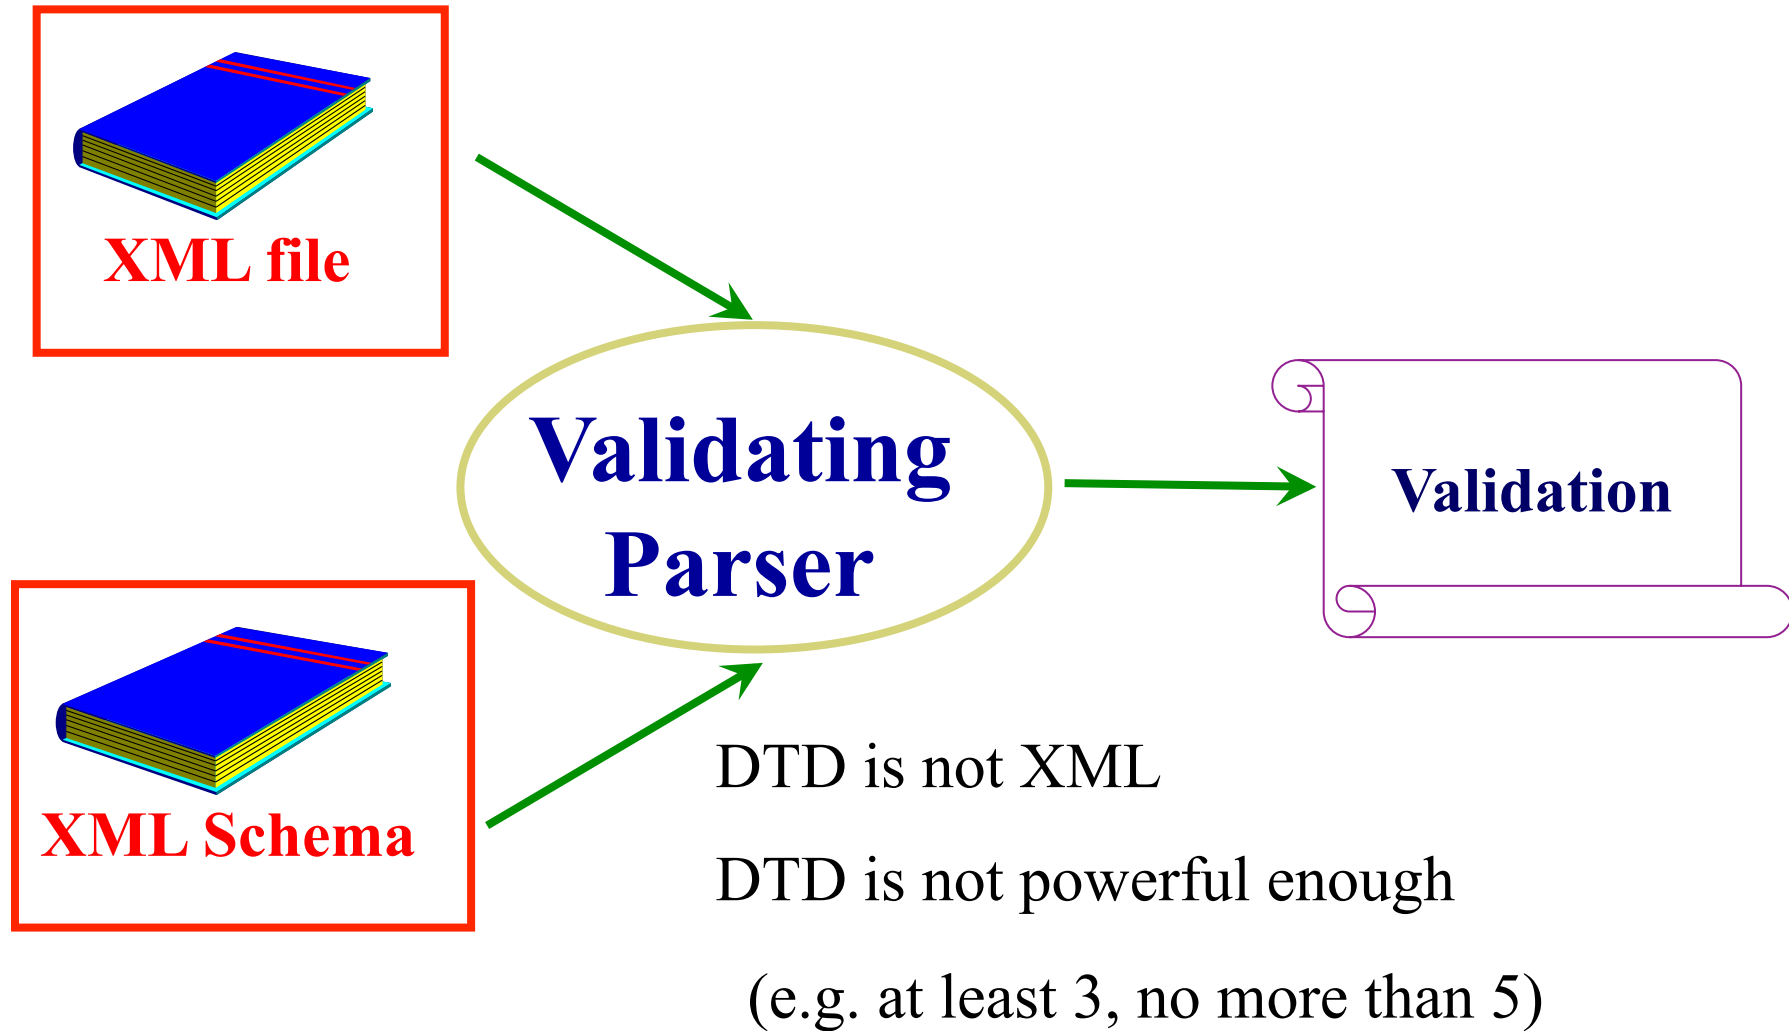 XML file
Validating
Parser
Validation
XML Schema
DTD is not XML
DTD is not powerful enough
(e.g. at least 3, no more than 5)